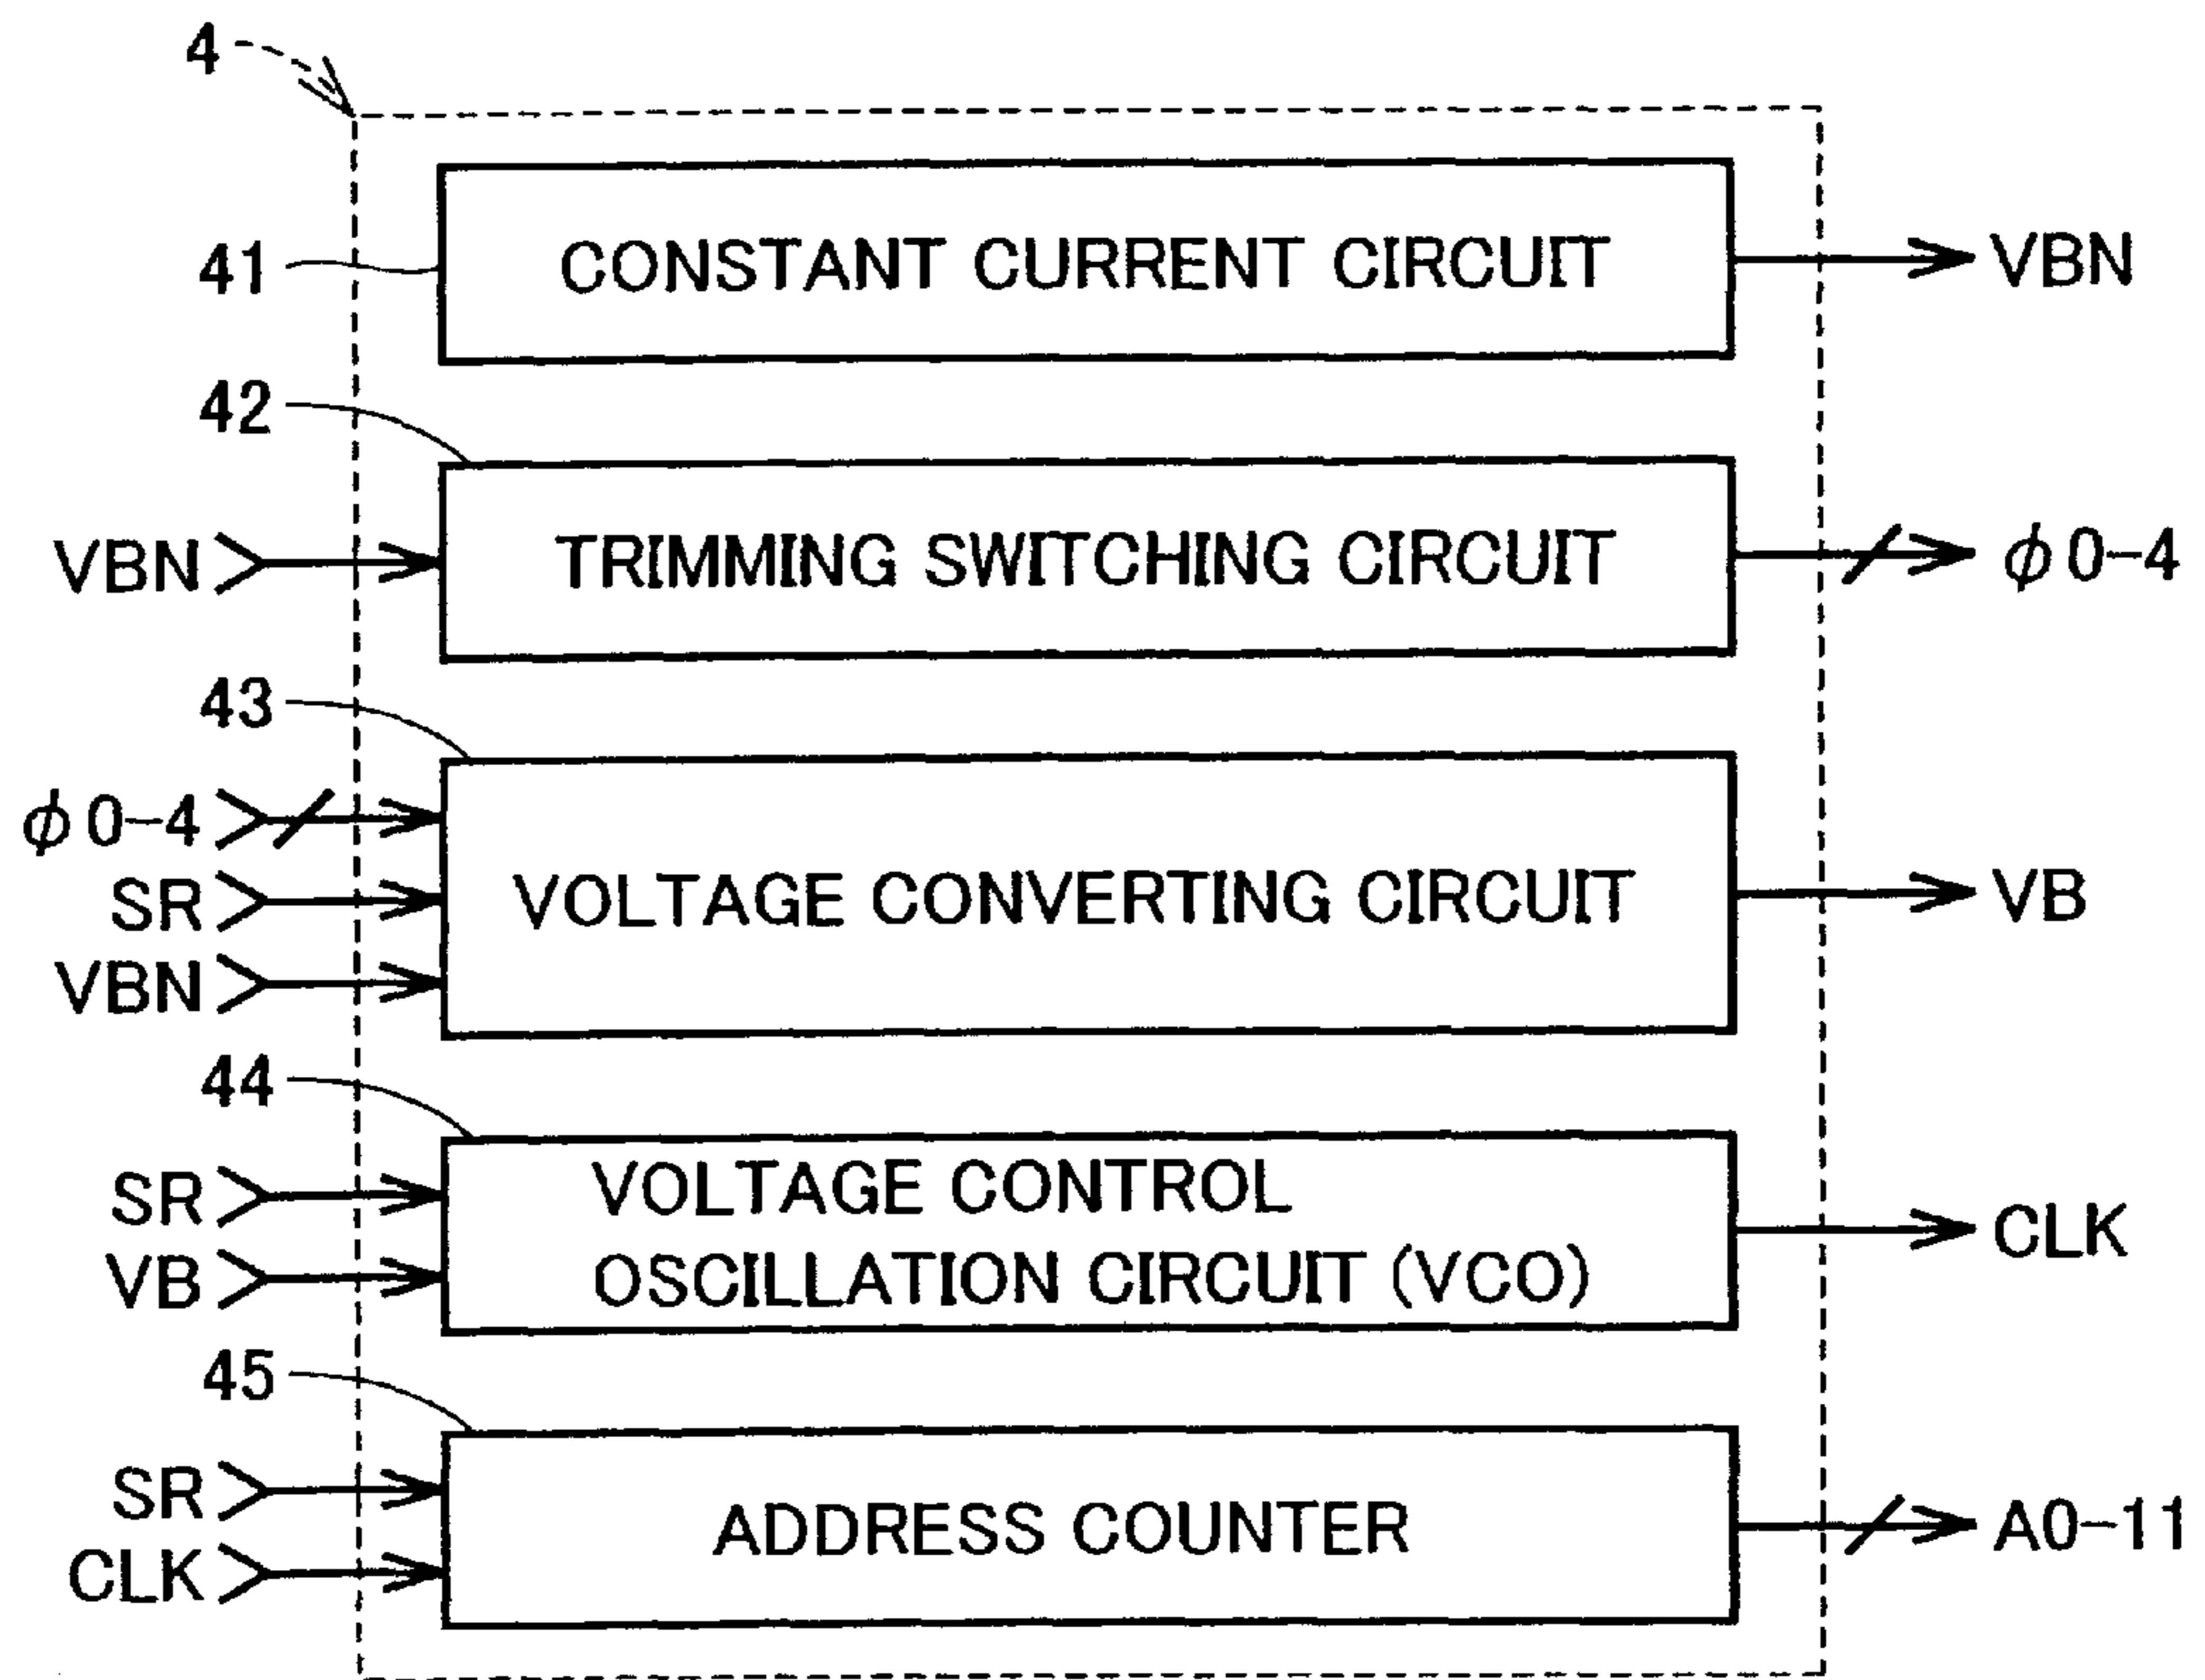 4
41
CONSTANT CURRENT CIRCUIT
VBN
42
VBN
TRIMMING SWITCHING CIRCUIT
ϕ0-4
43
ϕ0-4
SR
VBN
VOLTAGE CONVERTING CIRCUIT
VB
44
SR
VB
VOLTAGE CONTROL
OSCILLATION CIRCUIT (VCO)
CLK
45
SR
CLK
ADDRESS COUNTER
A0-11